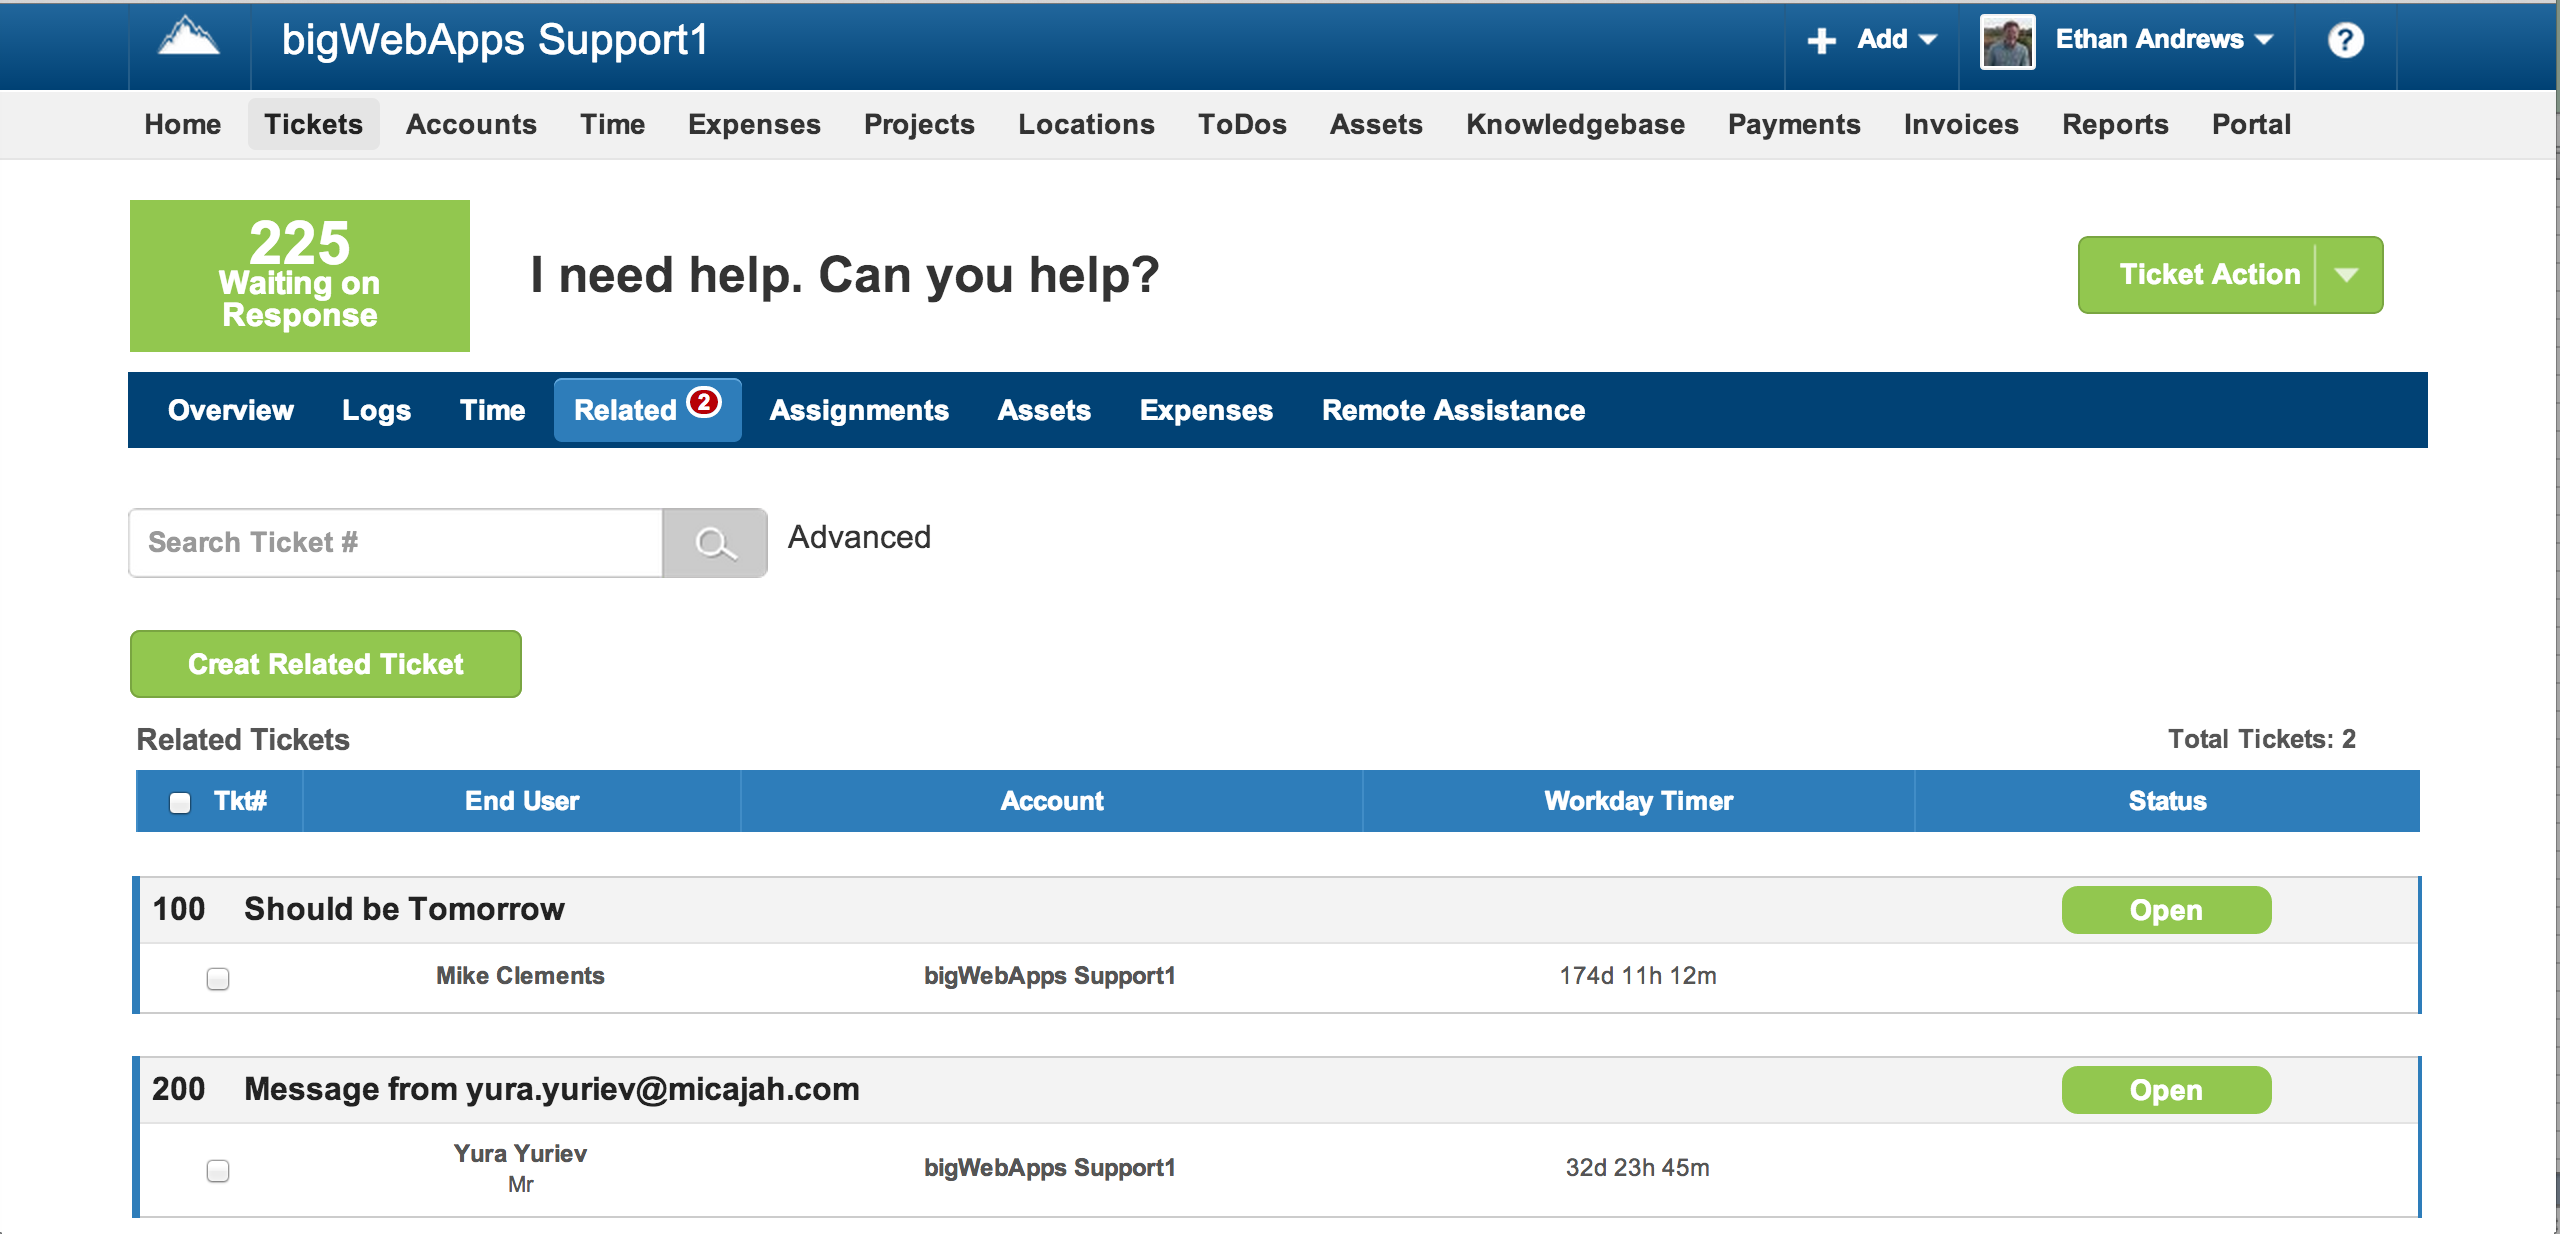 bigWebApps Support1
Add
Ethan Andrews
?
Home Tickets Accounts Time Expenses Projects Locations ToDos Assets Knowledgebase Payments Invoices Reports Portal
225
Waiting on
Response
I need help. Can you help?
Ticket Action
Overview Logs Time Related 2 Assignments Assets Expenses Remote Assistance
Search Ticket #
Advanced
Creat Related Ticket
Related Tickets
Total Tickets: 2
Tkt# End User Account Workday Timer Status
100 Should be Tomorrow Open
Mike Clements bigWebApps Support1 174d 11h 12m
200 Message from yura.yuriev@micajah.com Open
Yura Yuriev
Mr
bigWebApps Support1 32d 23h 45m